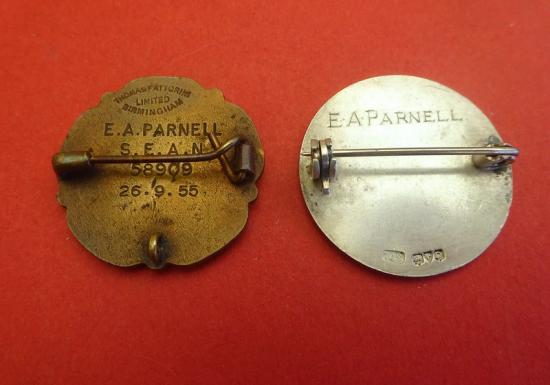 THOMAS FATTORINI
LIMITED
BIRMINGHAM
E.A.PARNELL
S.E.A.N
58909
26.9.55
E·A·PARNELL